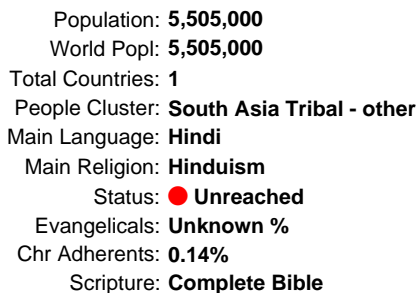 Population: 5,505,000
World Popl: 5,505,000
Total Countries: 1
People Cluster: South Asia Tribal - other
Main Language: Hindi
Main Religion: Hinduism
Status: Unreached
Evangelicals: Unknown %
Chr Adherents: 0.14%
Scripture: Complete Bible